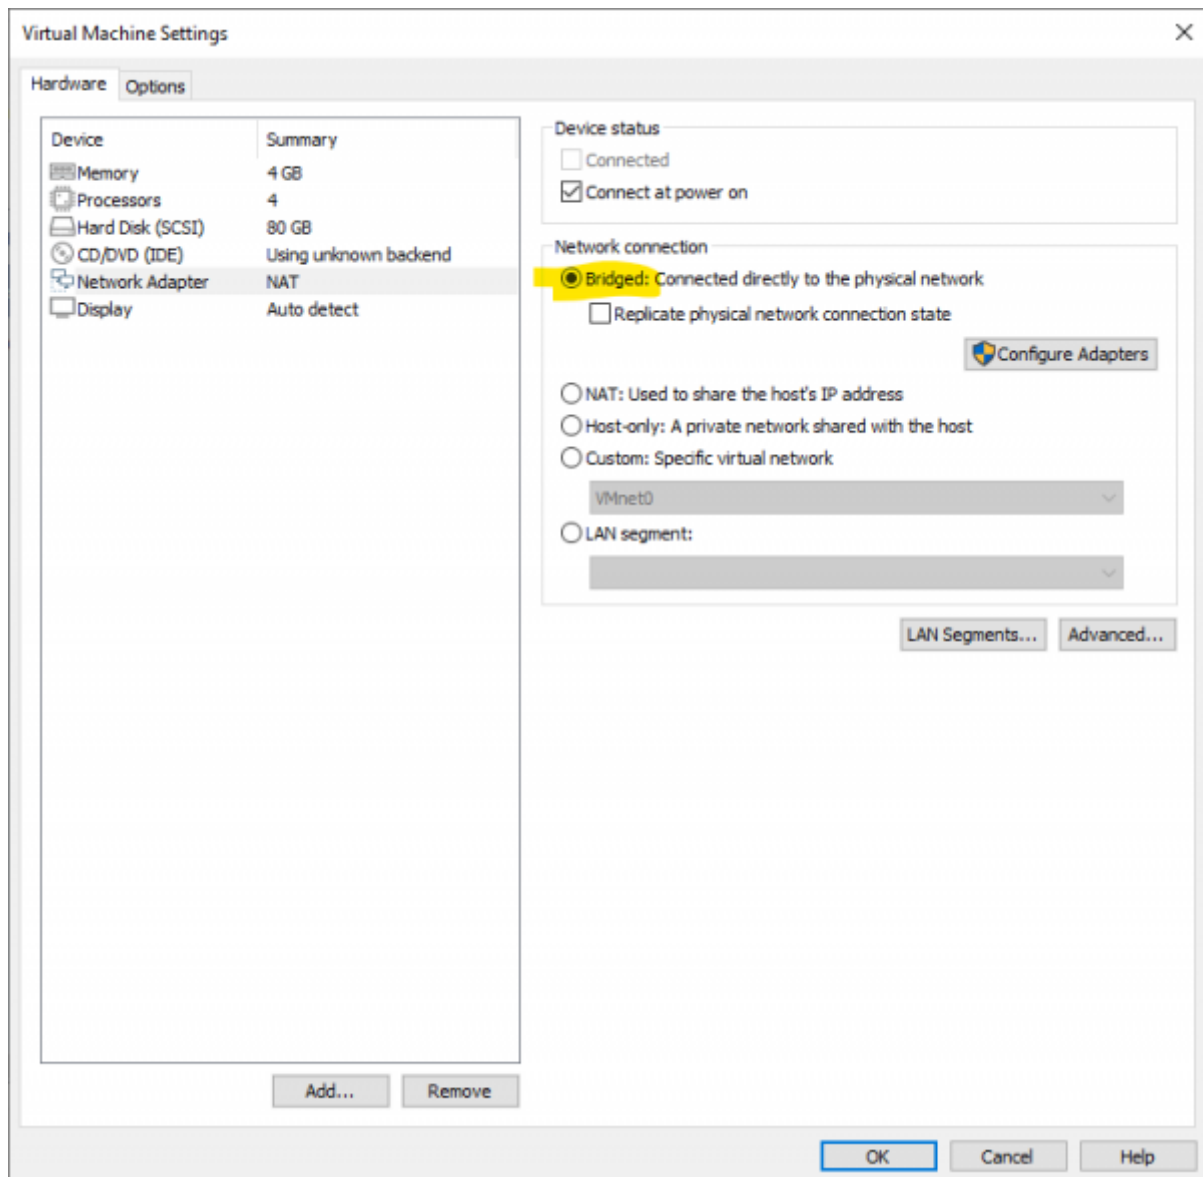 Virtual Machine Settings
Hardware Options
Device Summary
Memory 4 GB
Processors 4
Hard Disk (SCSI) 80 GB
CD/DVD (IDE) Using unknown backend
Network Adapter NAT
Display Auto detect
Add... Remove
Device status
Connected
Connect at power on
Network connection
Bridged: Connected directly to the physical network
Replicate physical network connection state
Configure Adapters
NAT: Used to share the host's IP address
Host-only: A private network shared with the host
Custom: Specific virtual network
VMnet0
LAN segment:
LAN Segments... Advanced...
OK Cancel Help